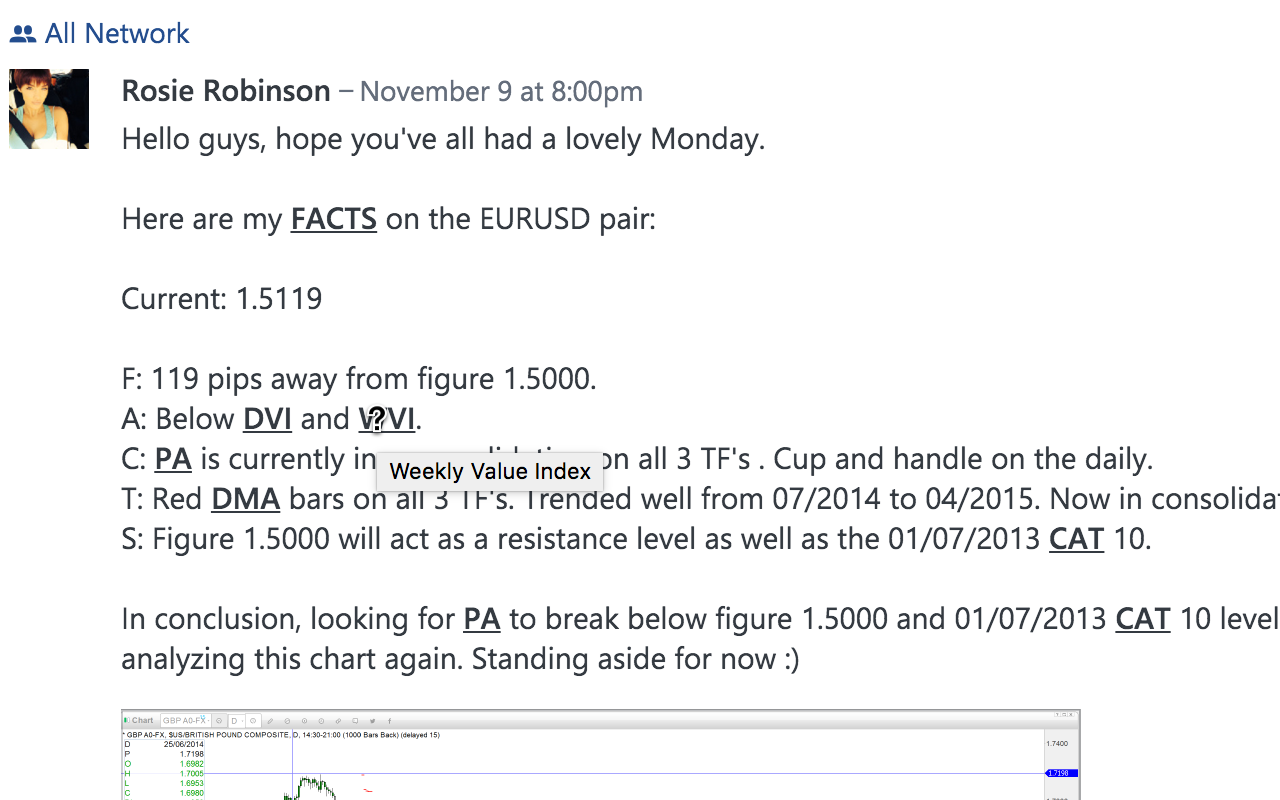 All Network
Rosie Robinson – November 9 at 8:00pm
Hello guys, hope you've all had a lovely Monday.
Here are my FACTS on the EURUSD pair:
Current: 1.5119
F: 119 pips away from figure 1.5000.
A: Below DVI and WVI.
C: PA is currently in on all 3 TF's . Cup and handle on the daily.
Weekly Value Index
T: Red DMA bars on all 3 TF's. Trended well from 07/2014 to 04/2015. Now in consolidat
S: Figure 1.5000 will act as a resistance level as well as the 01/07/2013 CAT 10.
In conclusion, looking for PA to break below figure 1.5000 and 01/07/2013 CAT 10 level
analyzing this chart again. Standing aside for now :)
Chart GBP A0-FX D
* GBP A0-FX, $US/BRITISH POUND COMPOSITE, D, 14:30-21:00 (1000 Bars Back) (delayed 15)
D 25/06/2014
P 1.7198
O 1.6982
H 1.7005
L 1.6953
C 1.6980
1.7400
1.7198